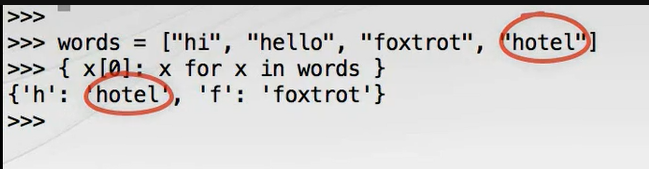 >>>
>>> words = ["hi", "hello", "foxtrot", "hotel"]
>>> { x[0]: x for x in words }
{'h': 'hotel', 'f': 'foxtrot'}
>>>